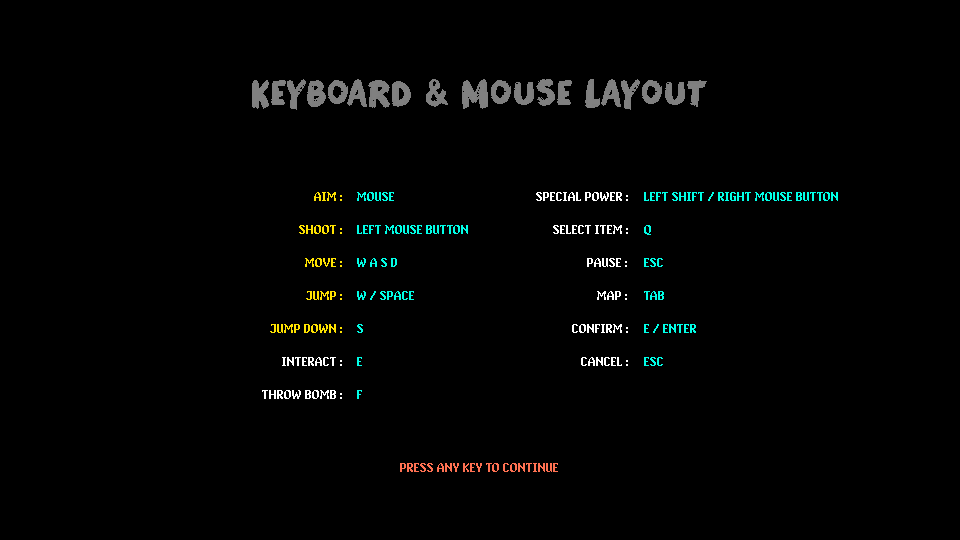 KEYBOARD & MOUSE LAYOUT
AIM : MOUSE
SHOOT : LEFT MOUSE BUTTON
MOVE : W A S D
JUMP : W / SPACE
JUMP DOWN : S
INTERACT : E
THROW BOMB : F
SPECIAL POWER : LEFT SHIFT / RIGHT MOUSE BUTTON
SELECT ITEM : Q
PAUSE : ESC
MAP : TAB
CONFIRM : E / ENTER
CANCEL : ESC
PRESS ANY KEY TO CONTINUE